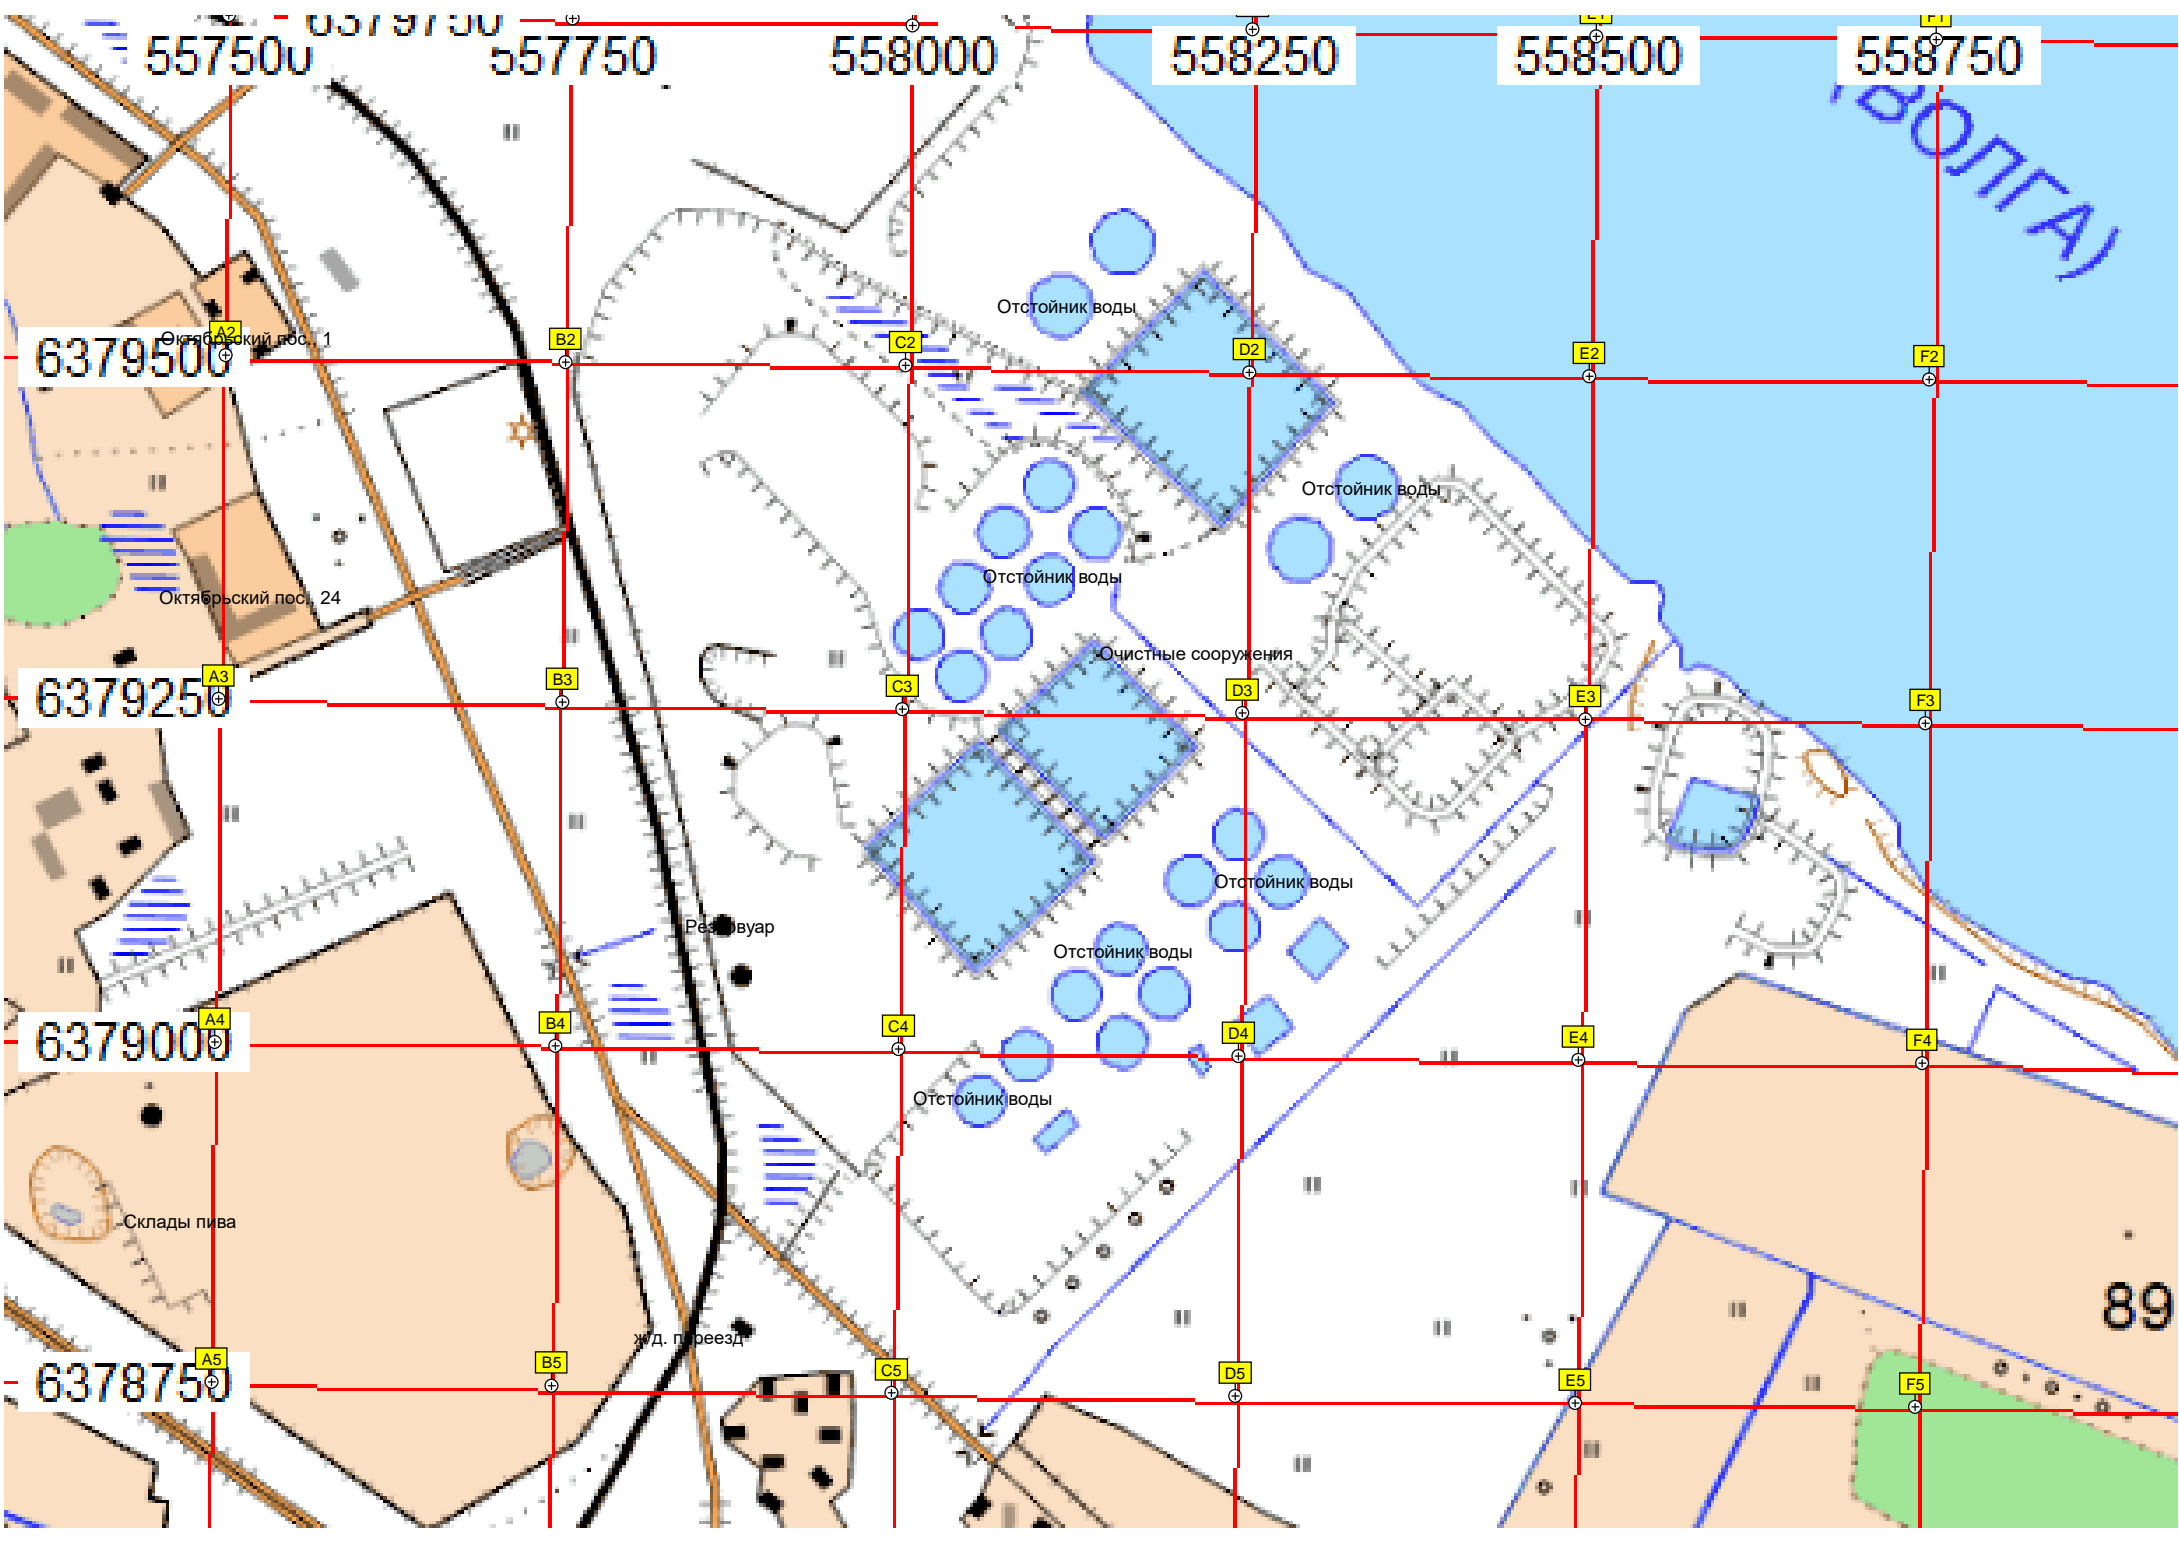 6379750
557500 557750 558000 558250 558500 558750
(ВОЛГА)
Отстойник воды
A2 B2 C2 D2 E2 F2
Октябрьский пос., 1
6379500
Отстойник воды
Отстойник воды
Октябрьский пос., 24
Очистные сооружения
A3 B3 C3 D3 E3 F3
6379250
Отстойник воды
Резервуар
Отстойник воды
A4 B4 C4 D4 E4 F4
6379000
Отстойник воды
Склады пива
89
ж/д. переезд
A5 B5 C5 D5 E5 F5
6378750